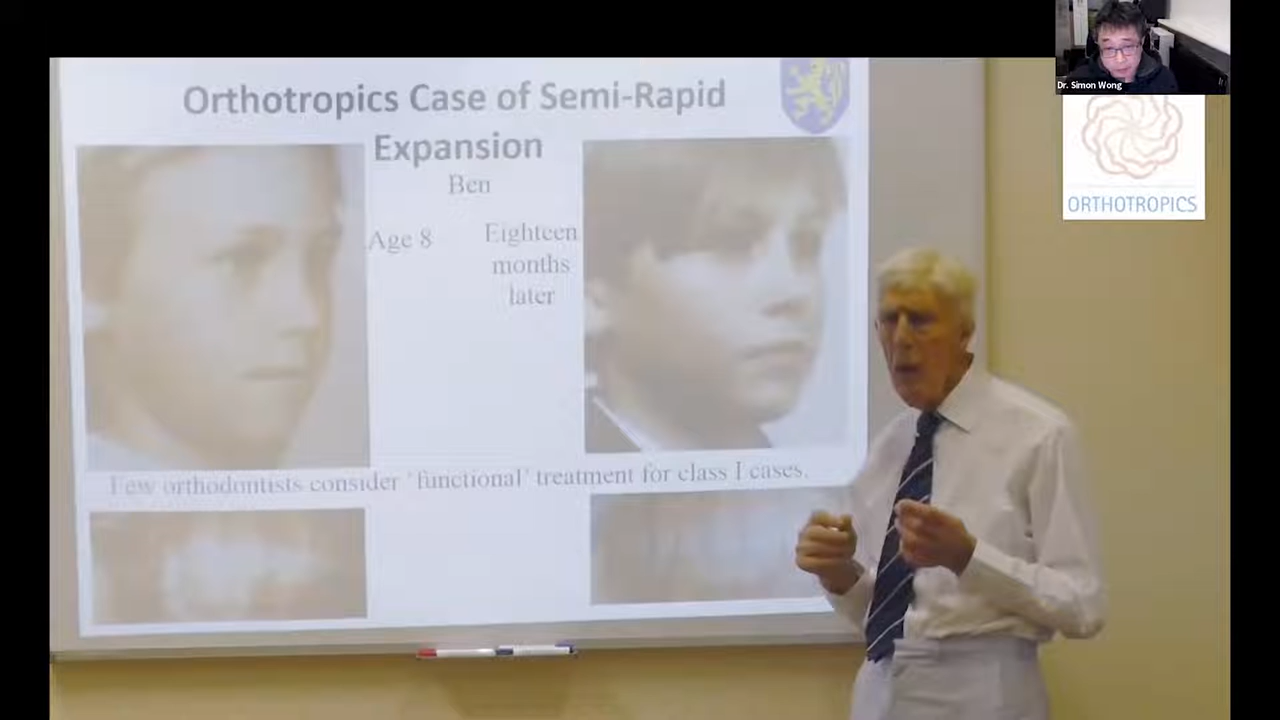 Dr. Simon Wong
Orthotropics Case of Semi-Rapid
Expansion
Ben
Age 8
Eighteen
months
later
Few orthodontists consider 'functional' treatment for class I cases.
ORTHOTROPICS